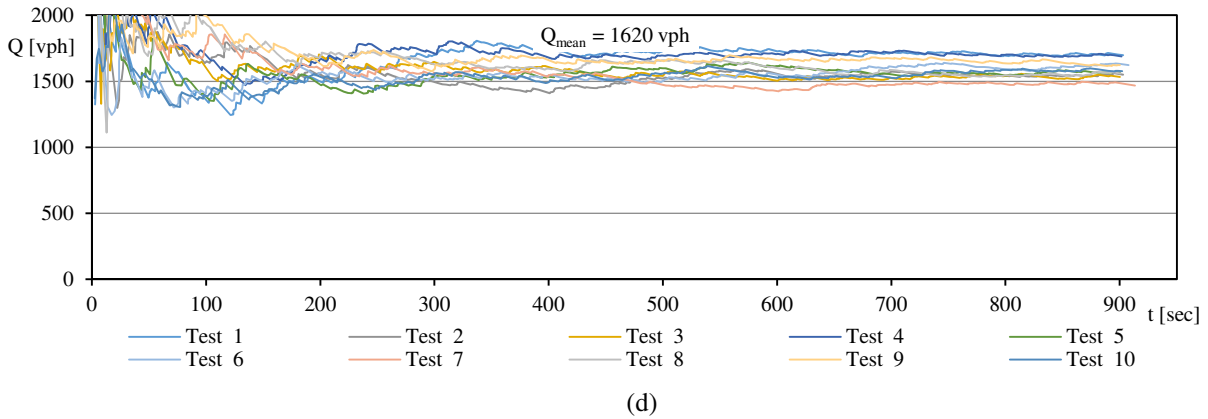 2000
Q [vph]
Qmean = 1620 vph
1500
1000
500
0
0 100 200 300 400 500 600 700 800 900
t [sec]
Test 1 Test 2 Test 3 Test 4 Test 5
Test 6 Test 7 Test 8 Test 9 Test 10
(d)